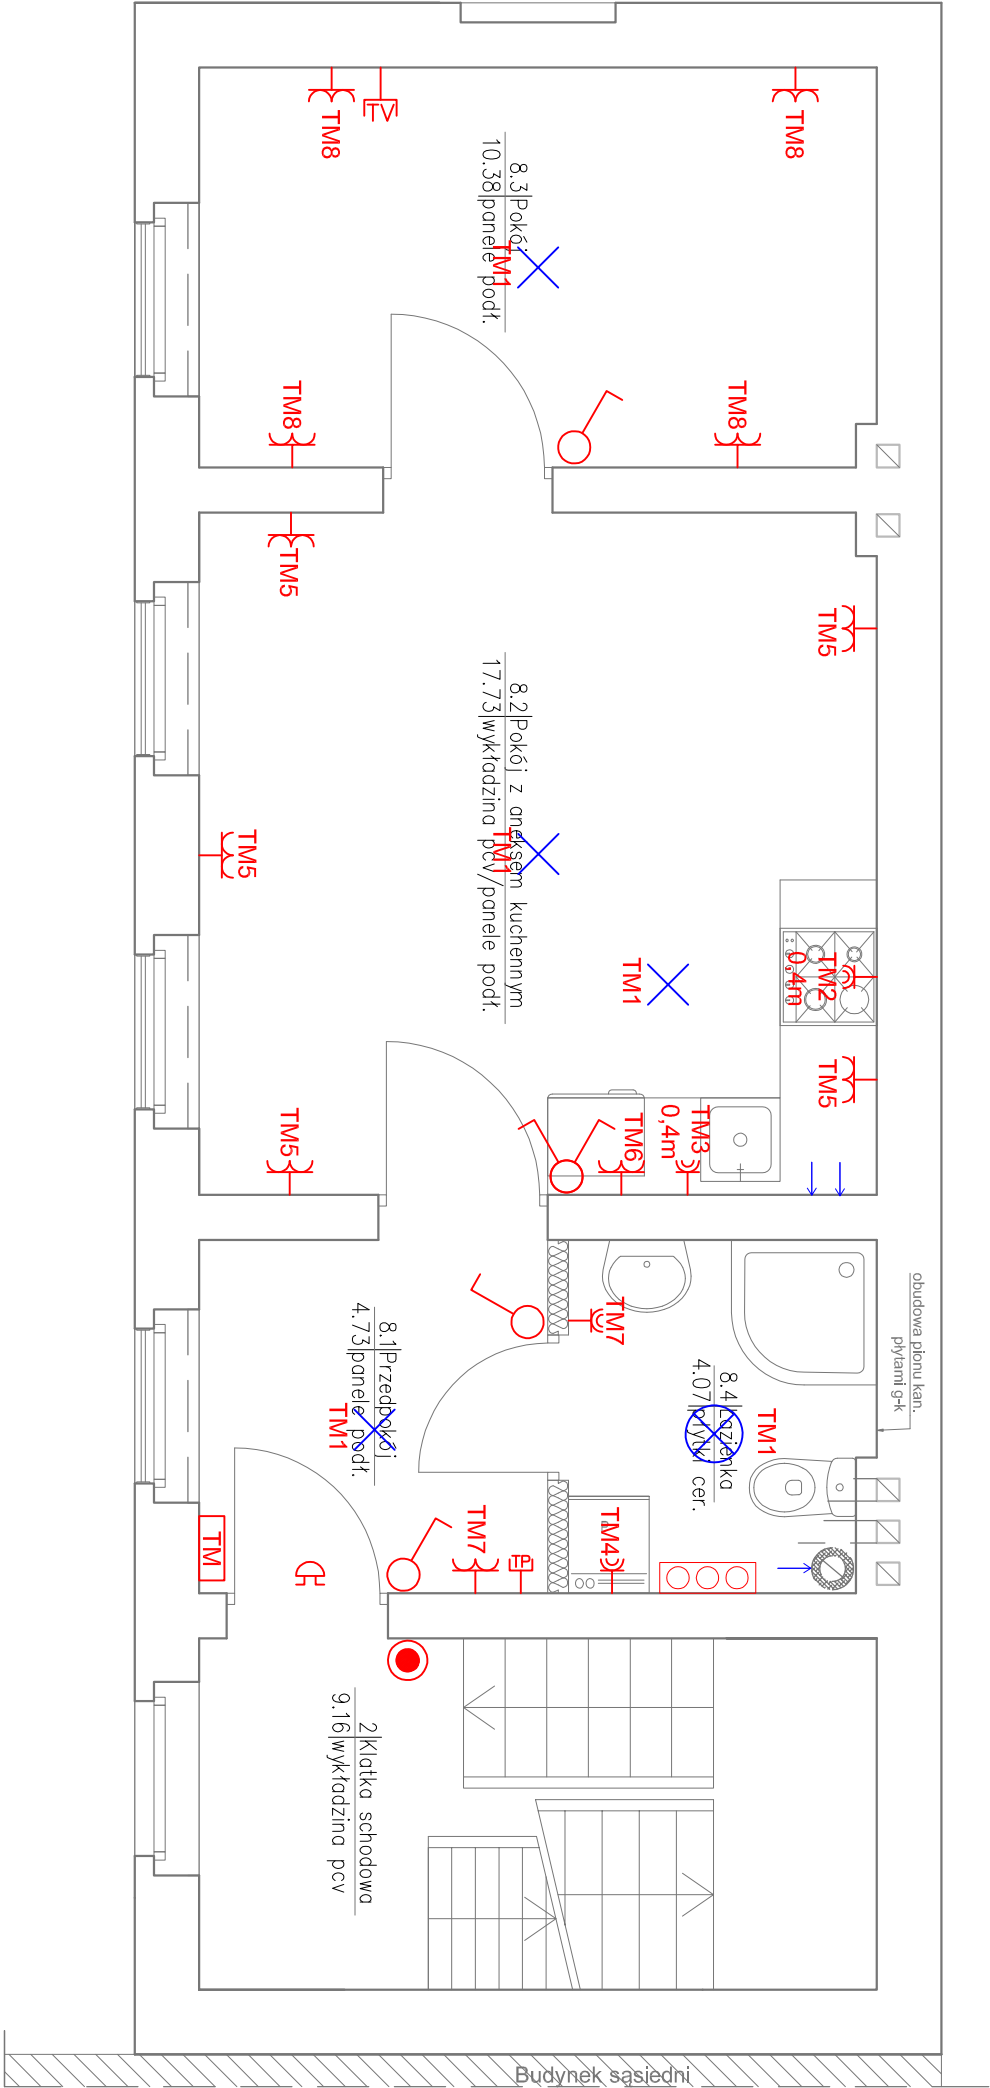 TM8
TV
TM8
8.3 Pokój
10.38 panele podł.
TM1
TM8
TM8
TM5
TM5
8.2 Pokój z aneksem kuchennym
17.73 wykładzina pcv/panele podł.
TM1
TM5
TM1
TM2
0,4m
TM5
TM3
0,4m
TM6
TM5
TM7
obudowa pionu kan.
płytami g-k
8.1 Przedpokój
4.73 panele podł.
TM1
8.4 Łazienka
4.07 płytki cer.
TM1
TM
TM7
TM4
2 Klatka schodowa
9.16 wykładzina pcv
Budynek sąsiedni